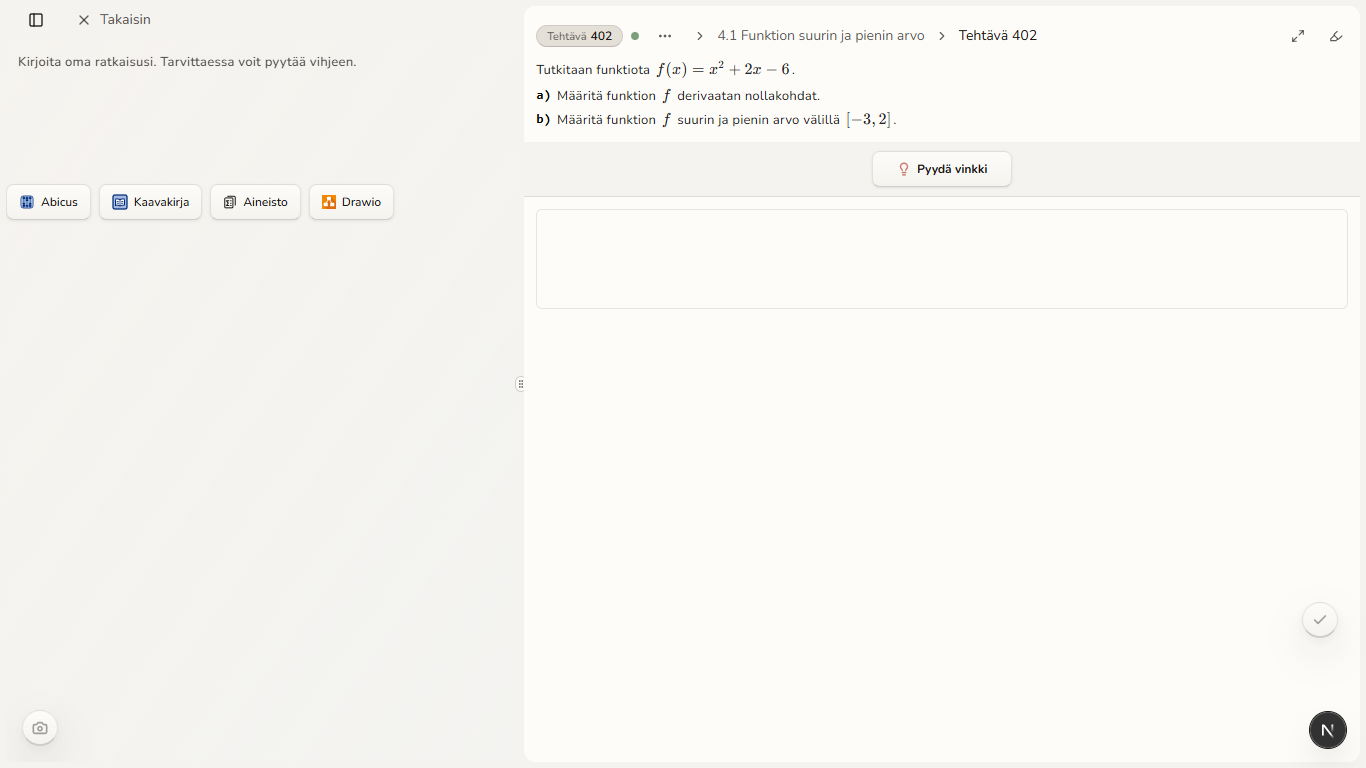 Takaisin
Kirjoita oma ratkaisusi. Tarvittaessa voit pyytää vihjeen.
Abicus
Kaavakirja
Aineisto
Drawio
Tehtävä 402 ... > 4.1 Funktion suurin ja pienin arvo > Tehtävä 402
Tutkitaan funktiota f(x) = x² + 2x − 6.
a) Määritä funktion f derivaatan nollakohdat.
b) Määritä funktion f suurin ja pienin arvo välillä [−3, 2].
Pyydä vinkki
N